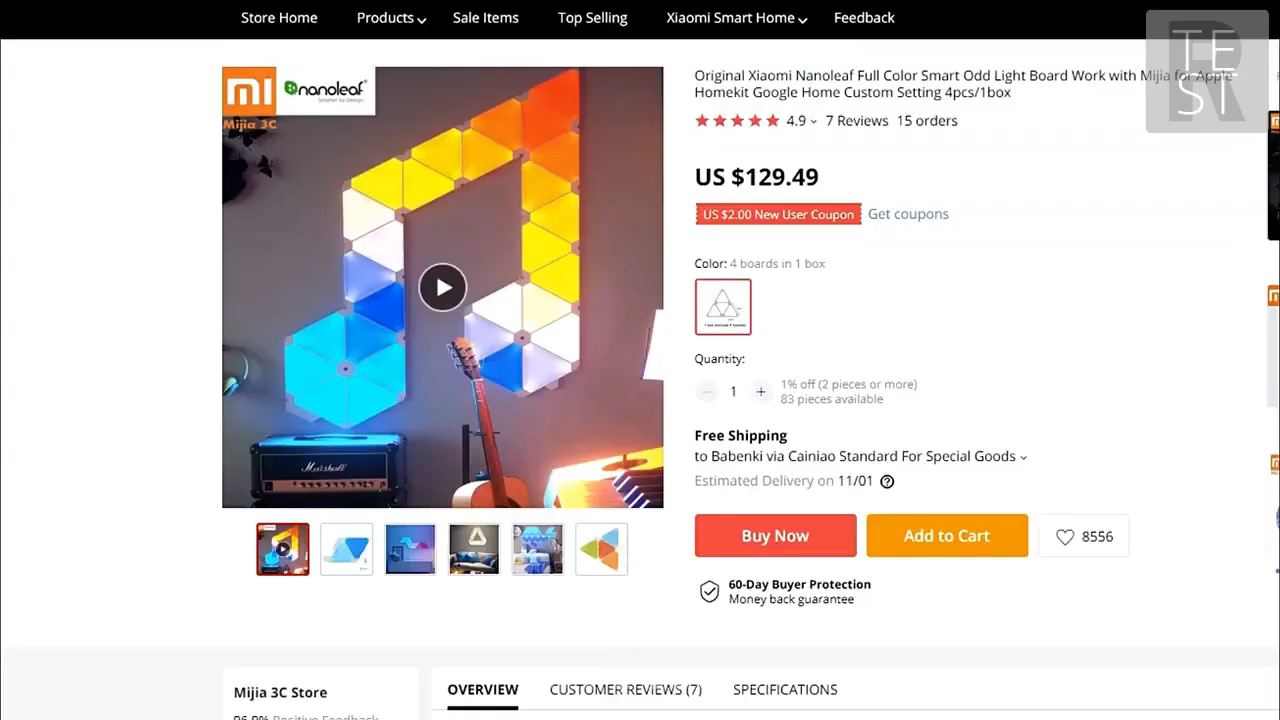 Store Home Products Sale Items Top Selling Xiaomi Smart Home Feedback
TE
ST
mi nanoleaf
Mijia 3C
Original Xiaomi Nanoleaf Full Color Smart Odd Light Board Work with Mijia for Apple
Homekit Google Home Custom Setting 4pcs/1box
4.9 7 Reviews 15 orders
US $129.49
US $2.00 New User Coupon Get coupons
Color: 4 boards in 1 box
Quantity:
1
1% off (2 pieces or more)
83 pieces available
Marshall
Free Shipping
to Babenki via Cainiao Standard For Special Goods
Estimated Delivery on 11/01
Buy Now Add to Cart 8556
60-Day Buyer Protection
Money back guarantee
Mijia 3C Store
OVERVIEW CUSTOMER REVIEWS (7) SPECIFICATIONS
96.9% Positive Feedback